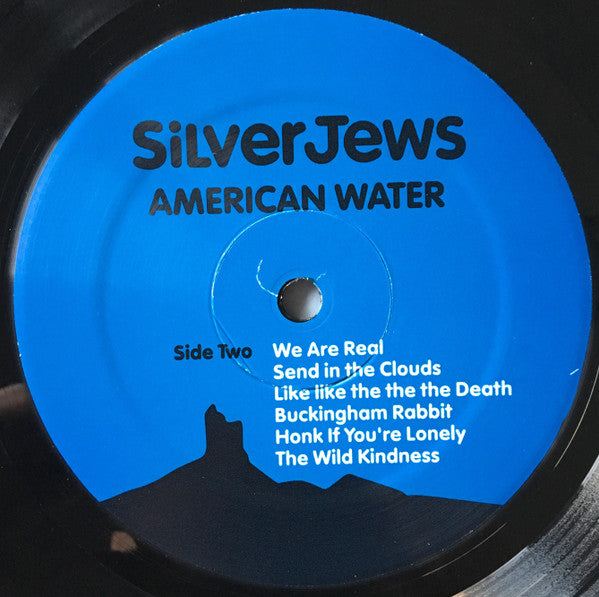 SiLverJews
AMERICAN WATER
Side Two
We Are Real
Send in the Clouds
Like like the the the Death
Buckingham Rabbit
Honk If You're Lonely
The Wild Kindness